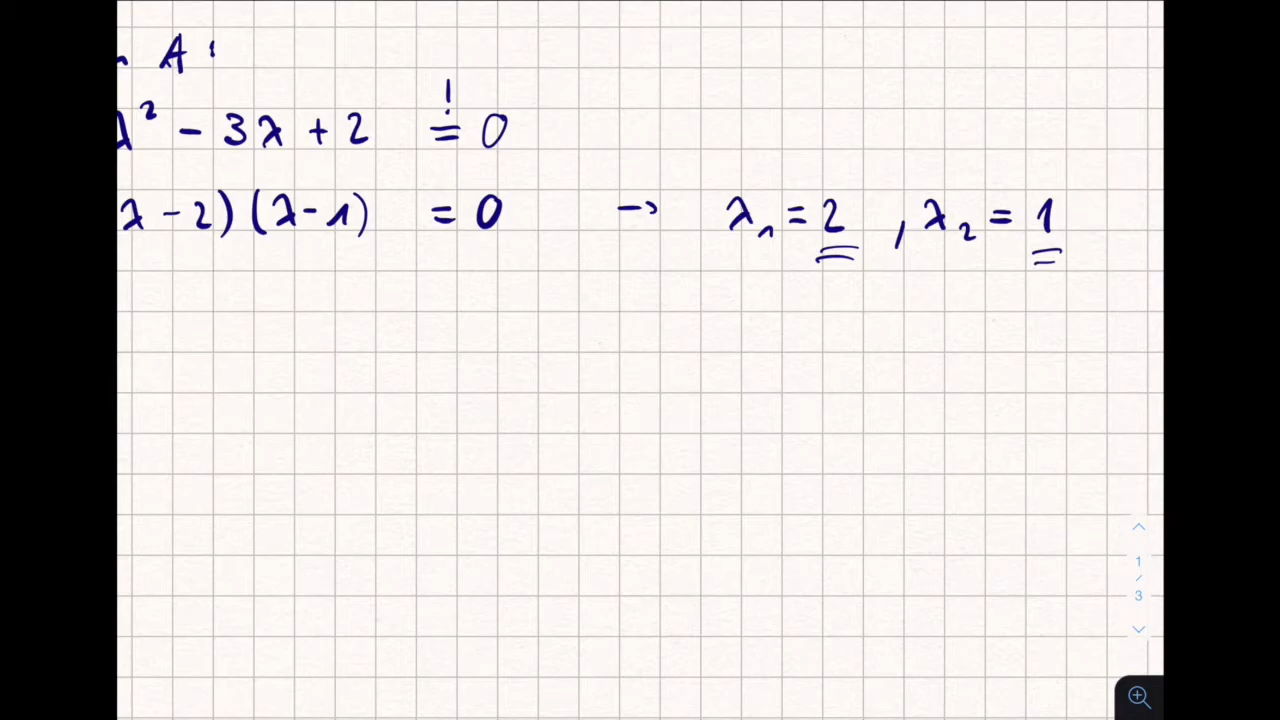 A:
λ² - 3λ + 2 != 0
λ - 2) (λ - 1) = 0 → λ₁ = 2 , λ₂ = 1
1
/
3